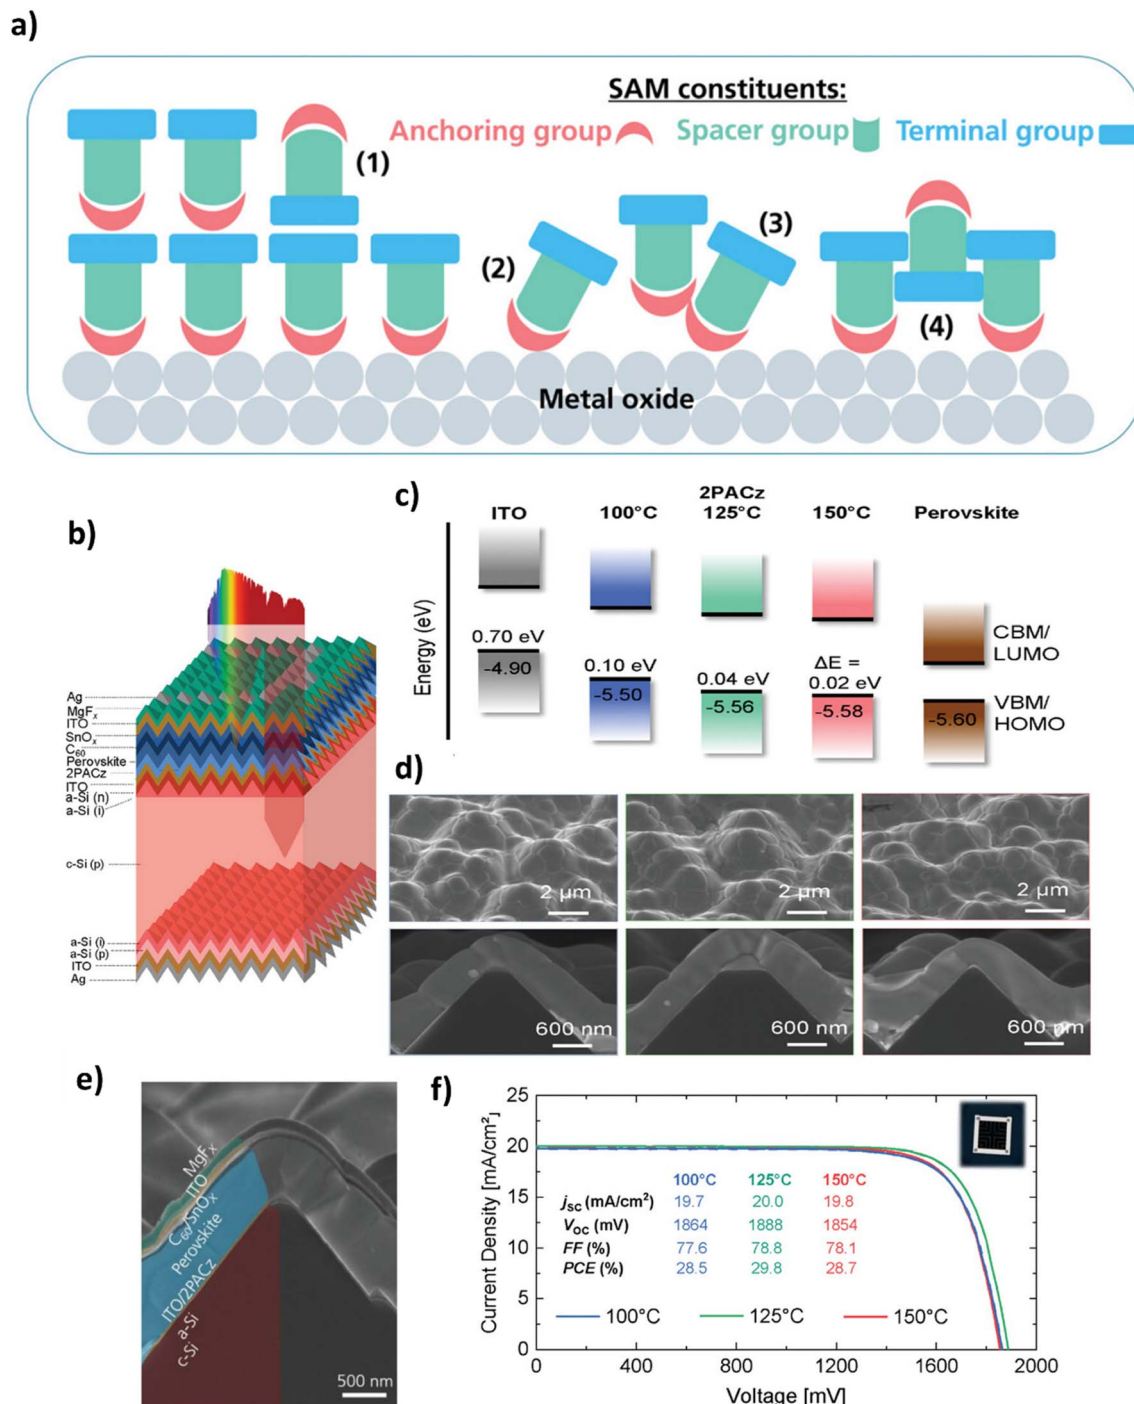 a)
SAM constituents:
Anchoring group Spacer group Terminal group
(1)
(2)
(3)
(4)
Metal oxide
b)
Ag
MgFₓ
ITO
SnOₓ
C₆₀
Perovskite
2PACz
ITO
a-Si (n)
a-Si (i)
c-Si (p)
a-Si (i)
a-Si (p)
ITO
Ag
c)
2PACz
ITO 100°C 125°C 150°C Perovskite
Energy (eV)
0.70 eV
-4.90
0.10 eV
-5.50
0.04 eV
-5.56
ΔE =
0.02 eV
-5.58
-5.60
CBM/
LUMO
VBM/
HOMO
d)
2 µm 2 µm 2 µm
600 nm 600 nm 600 nm
e)
MgFₓ
ITO
C₆₀/SnOₓ
Perovskite
ITO/2PACz
a-Si
c-Si
500 nm
f)
Current Density [mA/cm²]
25
20
15
10
5
0
100°C 125°C 150°C
jSC (mA/cm²) 19.7 20.0 19.8
VOC (mV) 1864 1888 1854
FF (%) 77.6 78.8 78.1
PCE (%) 28.5 29.8 28.7
100°C 125°C 150°C
0 400 800 1200 1600 2000
Voltage [mV]